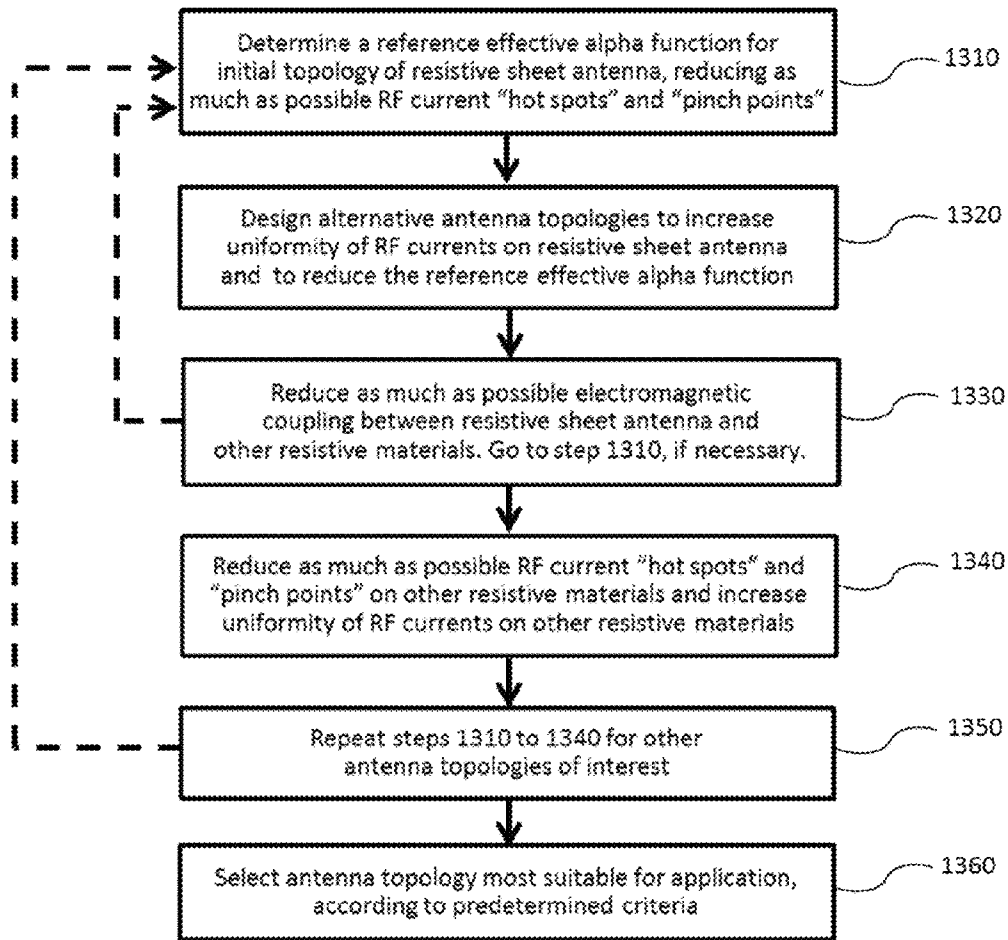 Determine a reference effective alpha function for
initial topology of resistive sheet antenna, reducing as
much as possible RF current "hot spots" and "pinch points"
1310
Design alternative antenna topologies to increase
uniformity of RF currents on resistive sheet antenna
and to reduce the reference effective alpha function
1320
Reduce as much as possible electromagnetic
coupling between resistive sheet antenna and
other resistive materials. Go to step 1310, if necessary.
1330
Reduce as much as possible RF current "hot spots" and
"pinch points" on other resistive materials and increase
uniformity of RF currents on other resistive materials
1340
Repeat steps 1310 to 1340 for other
antenna topologies of interest
1350
Select antenna topology most suitable for application,
according to predetermined criteria
1360